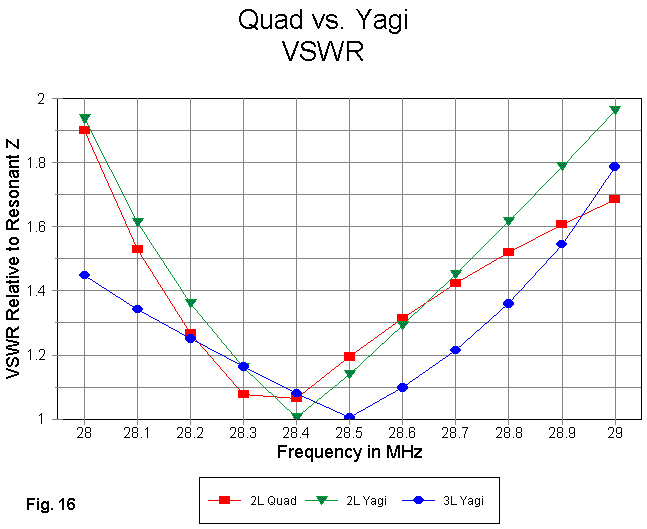 Quad vs. Yagi
VSWR
VSWR Relative to Resonant Z
2
1.8
1.6
1.4
1.2
1
28 28.1 28.2 28.3 28.4 28.5 28.6 28.7 28.8 28.9 29
Frequency in MHz
Fig. 16
2L Quad 2L Yagi 3L Yagi